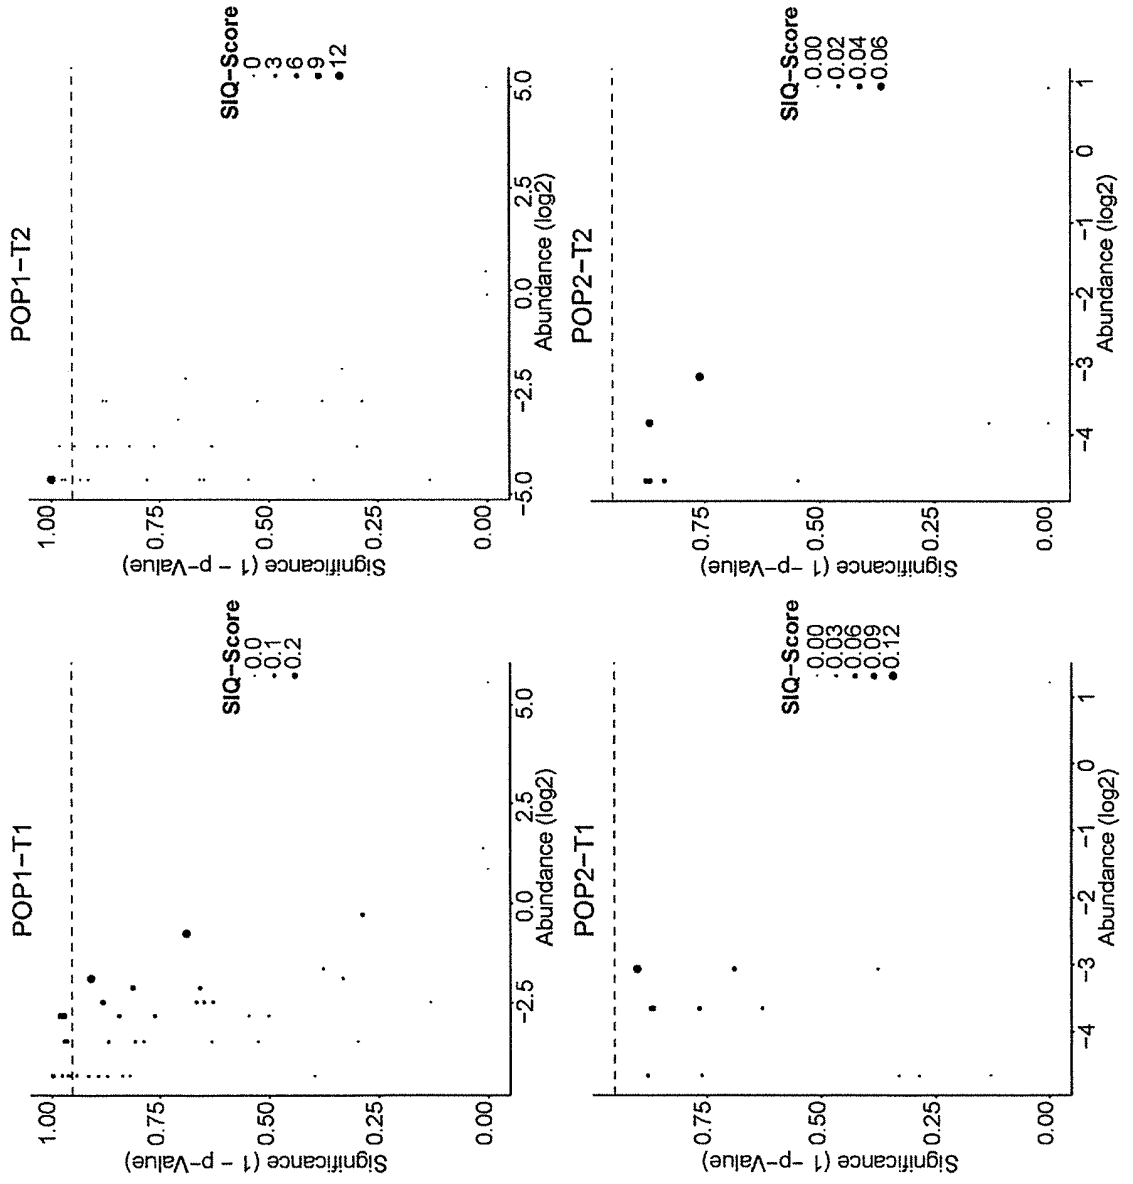 POP1−T1
Significance (1 − p−Value)
1.00
0.75
0.50
0.25
0.00
−2.5 0.0 2.5 5.0
Abundance (log2)
SIQ−Score
0.0
0.1
0.2
POP1−T2
Significance (1 − p−Value)
1.00
0.75
0.50
0.25
0.00
−5.0 −2.5 0.0 2.5 5.0
Abundance (log2)
SIQ−Score
0
3
6
9
12
POP2−T1
Significance (1 − p−Value)
0.75
0.50
0.25
0.00
−4 −3 −2 −1 0 1
Abundance (log2)
SIQ−Score
0.00
0.03
0.06
0.09
0.12
POP2−T2
Significance (1 − p−Value)
0.75
0.50
0.25
0.00
−4 −3 −2 −1 0 1
Abundance (log2)
SIQ−Score
0.00
0.02
0.04
0.06